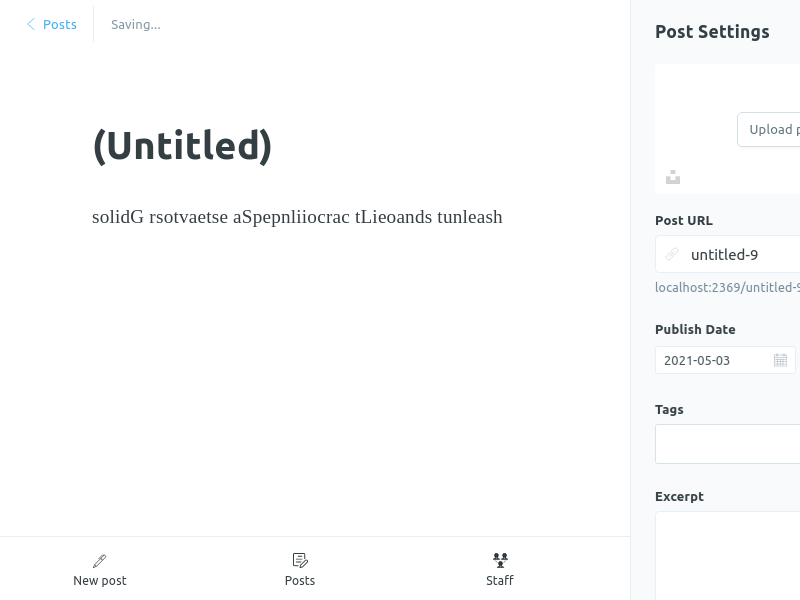 Posts
Saving...
Post Settings
(Untitled)
Upload p
solidG rsotvaetse aSpepnliiocrac tLieoands tunleash
Post URL
untitled-9
localhost:2369/untitled-9
Publish Date
2021-05-03
Tags
Excerpt
New post
Posts
Staff